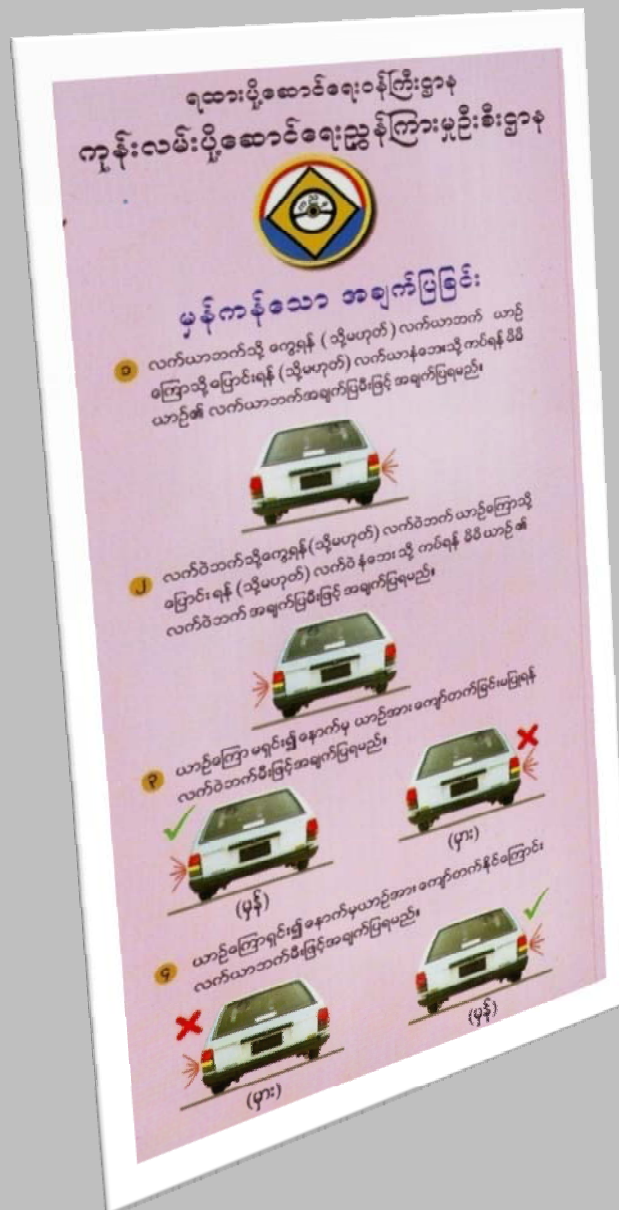 ရထားပို့ဆောင်ရေးဝန်ကြီးဌာန
ကုန်းလမ်းပို့ဆောင်ရေးညွှန်ကြားမှုဦးစီးဌာန
ကညန
မှန်ကန်သော အချက်ပြခြင်း
၁ လက်ယာဘက်သို့ ကွေ့ရန် (သို့မဟုတ်) လက်ယာဘက် ယာဉ်
ကြောသို့ ပြောင်းရန် (သို့မဟုတ်) လက်ယာနံဘေးသို့ ကပ်ရန် မိမိ
ယာဉ်၏ လက်ယာဘက်အချက်ပြမီးဖြင့် အချက်ပြရမည်။
၂ လက်ဝဲဘက်သို့ကွေ့ရန် (သို့မဟုတ်) လက်ဝဲဘက် ယာဉ်ကြောသို့
ပြောင်းရန် (သို့မဟုတ်) လက်ဝဲနံဘေးသို့ ကပ်ရန် မိမိယာဉ်၏
လက်ဝဲဘက် အချက်ပြမီးဖြင့် အချက်ပြရမည်။
၃ ယာဉ်ကြော မရှင်း၍ နောက်မှ ယာဉ်အား ကျော်တက်ခြင်းမပြုရန်
လက်ဝဲဘက်မီးဖြင့်အချက်ပြရမည်။
(မှန်)
(မှား)
၄ ယာဉ်ကြောရှင်း၍ နောက်မှယာဉ်အား ကျော်တက်နိုင်ကြောင်း
လက်ယာဘက်မီးဖြင့်အချက်ပြရမည်။
(မှား)
(မှန်)